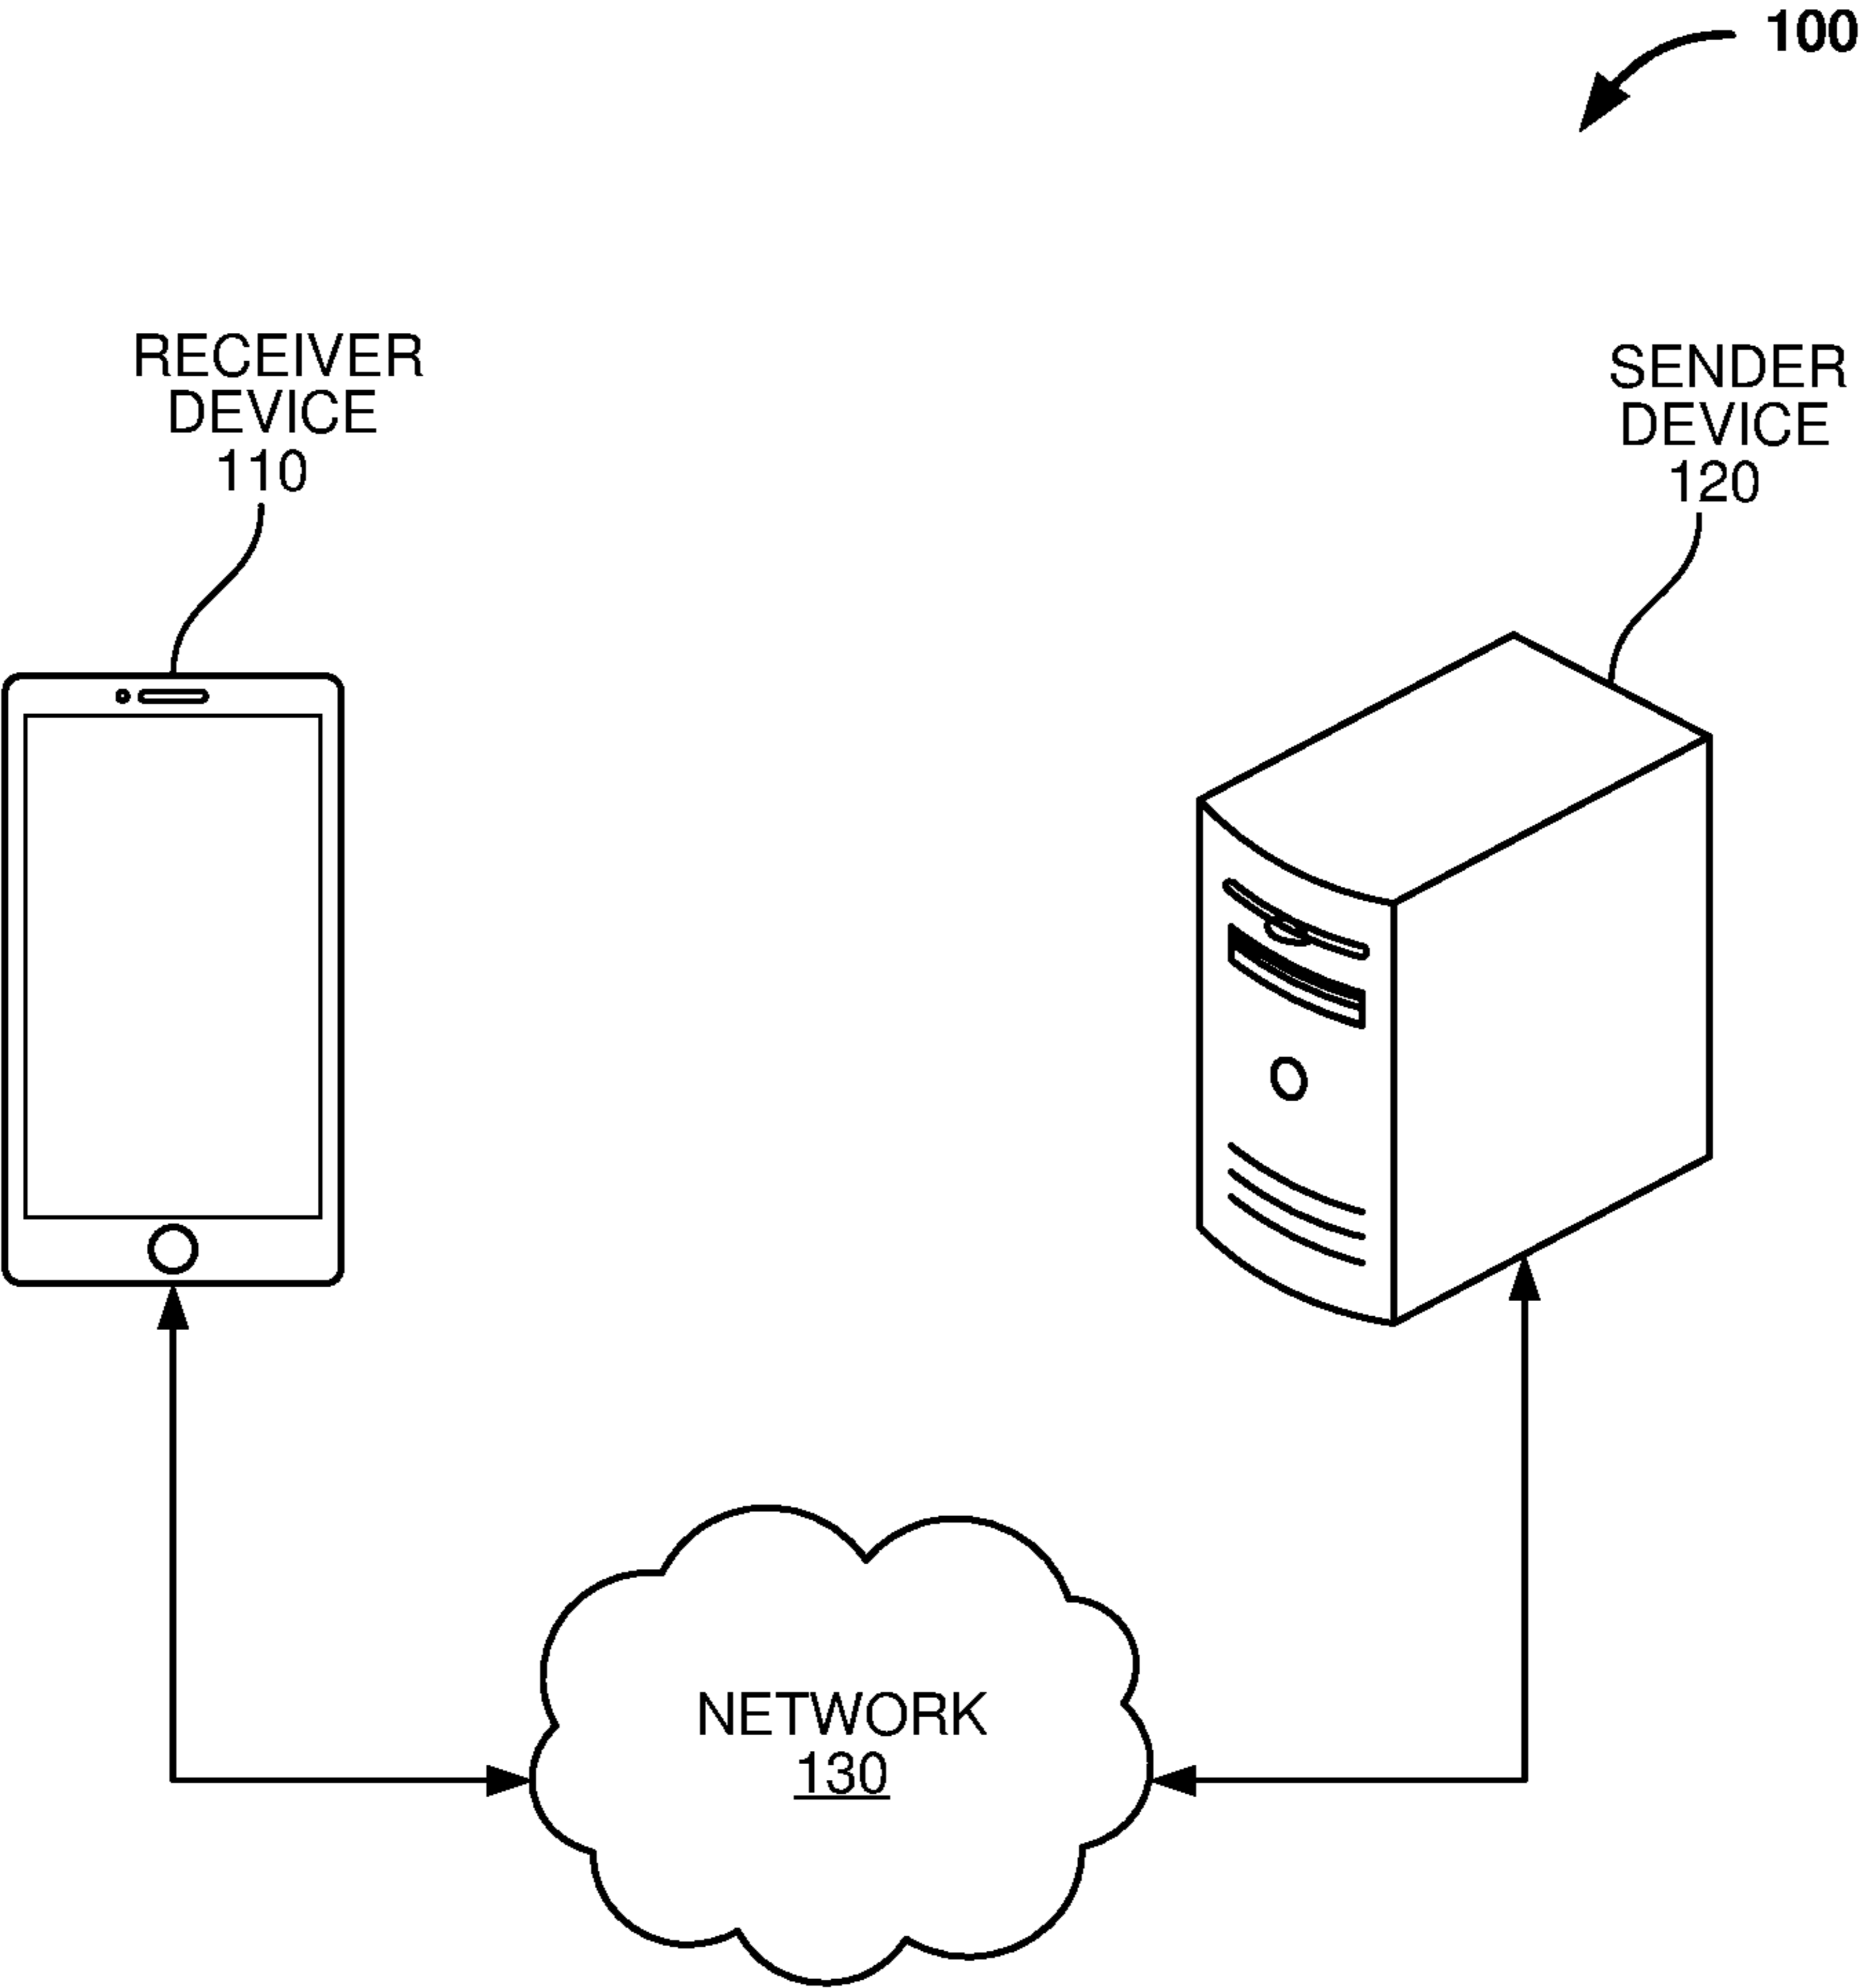 100
RECEIVER
DEVICE
110
SENDER
DEVICE
120
NETWORK
130